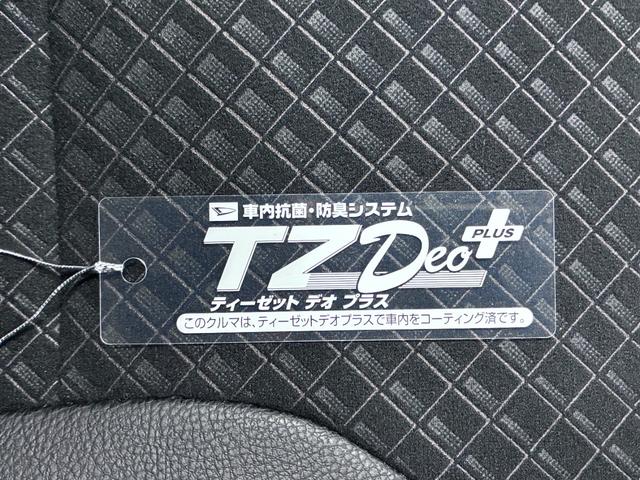 車内抗菌・防臭システム
TZ Deo PLUS
ティーゼット デオ プラス
このクルマは、ティーゼットデオプラスで車内をコーティング済です。